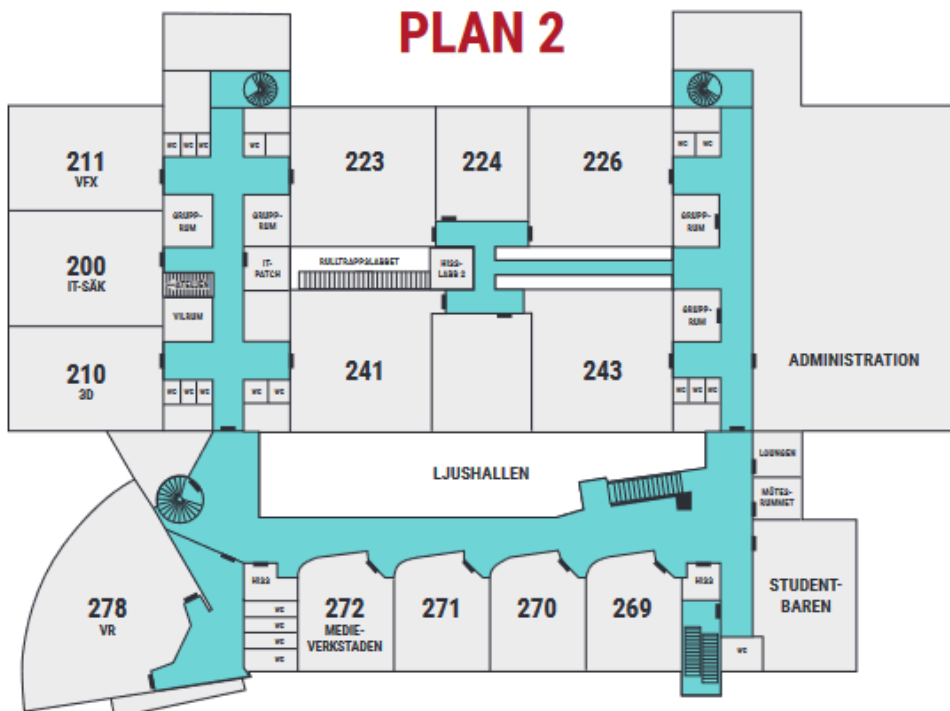 PLAN 2
WC WC WC
WC
WC WC
211
VFX
223
224
226
GRUPP-
RUM
GRUPP-
RUM
GRUPP-
RUM
200
IT-SÄK
IT-
PATCH
RULLTRAPPSLABBET
HISS-
LABB 2
VILRUM
GRUPP-
RUM
210
3D
241
243
ADMINISTRATION
WC WC WC
WC WC
WC WC WC
LJUSHALLEN
LOUNGEN
MÖTES-
RUMMET
HISS
HISS
278
VR
WC
WC
WC
WC
272
MEDIE-
VERKSTADEN
271
270
269
STUDENT-
BAREN
WC